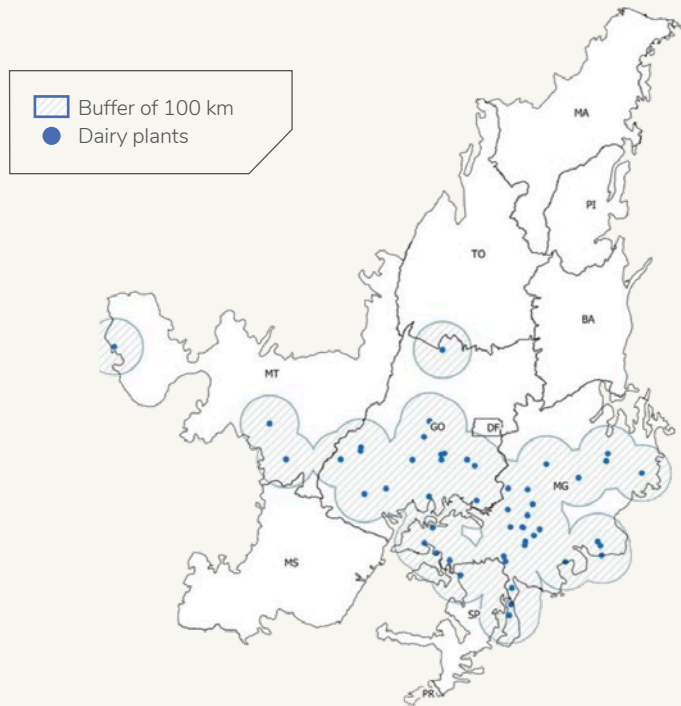 Buffer of 100 km
Dairy plants
MA
PI
TO
BA
MT
GO
DF
MG
MS
SP
PR